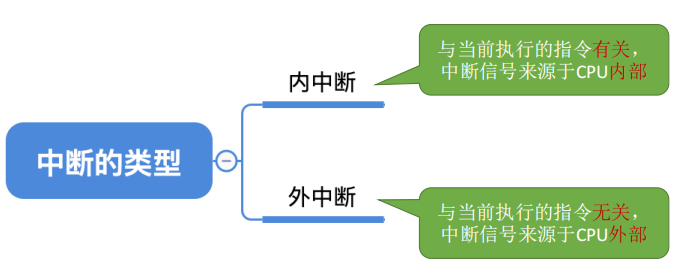 中断的类型
内中断
与当前执行的指令有关，
中断信号来源于CPU内部
外中断
与当前执行的指令无关，
中断信号来源于CPU外部